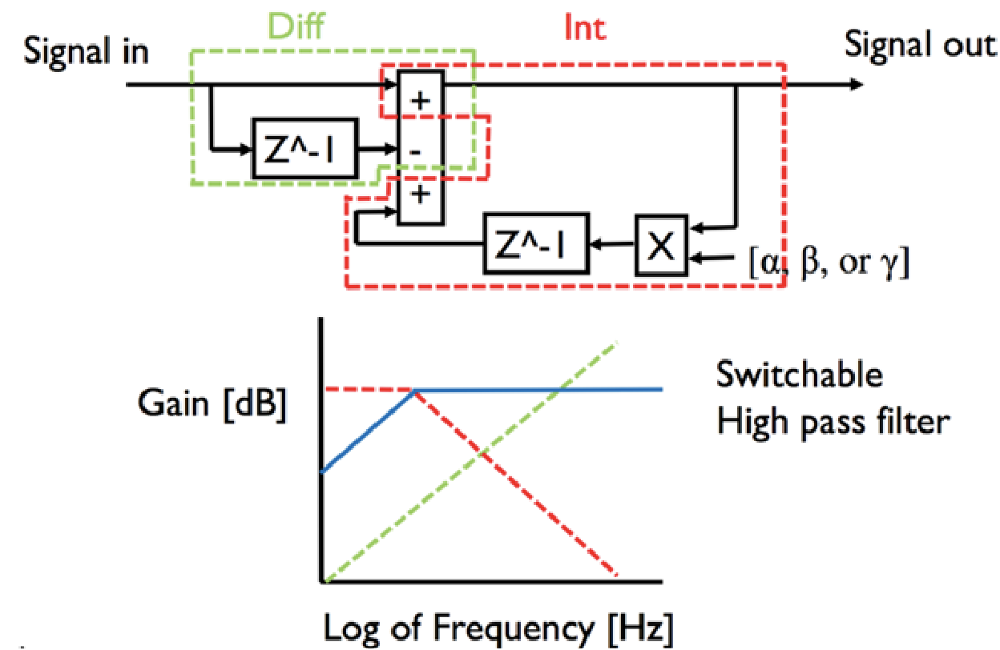 Diff
Int
Signal in
Signal out
+
-
+
Z^-1
Z^-1
X
[α, β, or γ]
Gain [dB]
Switchable
High pass filter
Log of Frequency [Hz]